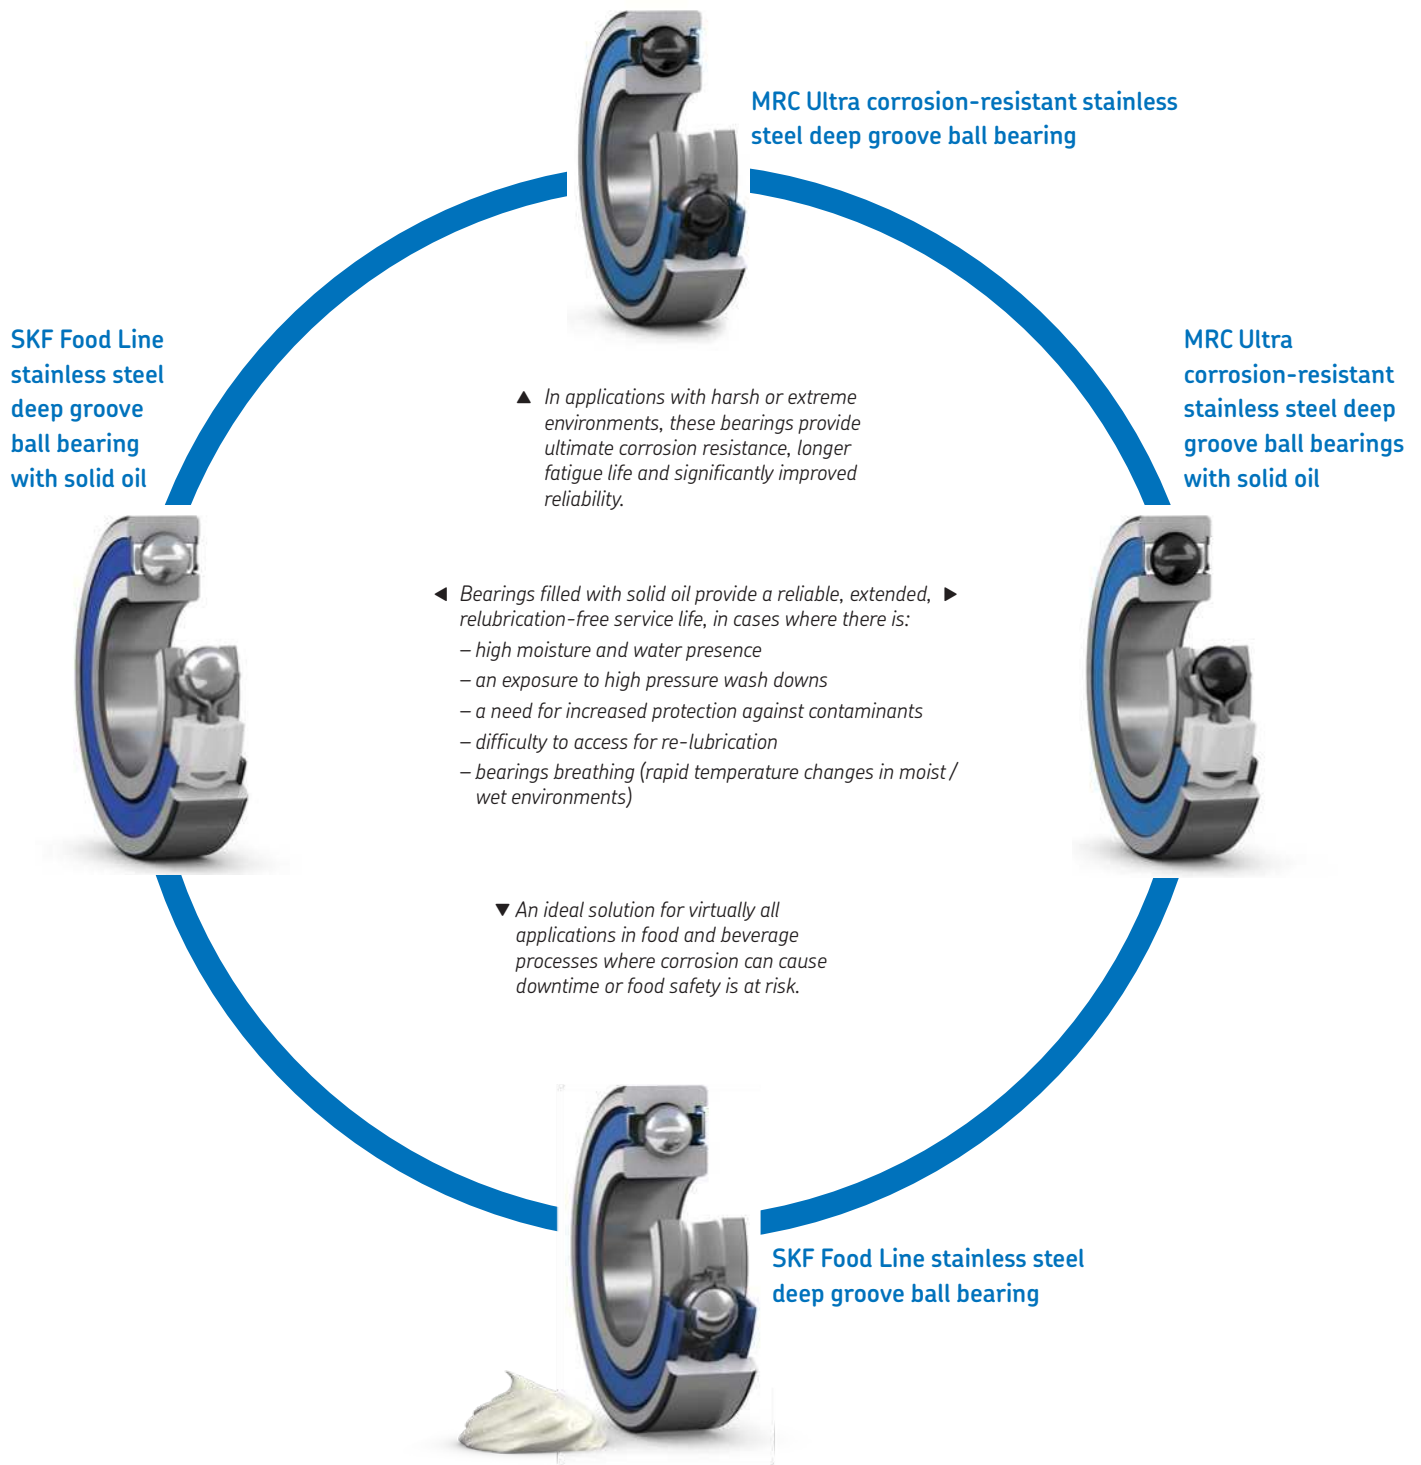 MRC Ultra corrosion-resistant stainless
steel deep groove ball bearing
SKF Food Line
stainless steel
deep groove
ball bearing
with solid oil
MRC Ultra
corrosion-resistant
stainless steel deep
groove ball bearings
with solid oil
▲ In applications with harsh or extreme
environments, these bearings provide
ultimate corrosion resistance, longer
fatigue life and significantly improved
reliability.
◀ Bearings filled with solid oil provide a reliable, extended, ▶
relubrication-free service life, in cases where there is:
– high moisture and water presence
– an exposure to high pressure wash downs
– a need for increased protection against contaminants
– difficulty to access for re-lubrication
– bearings breathing (rapid temperature changes in moist /
wet environments)
▼ An ideal solution for virtually all
applications in food and beverage
processes where corrosion can cause
downtime or food safety is at risk.
SKF Food Line stainless steel
deep groove ball bearing